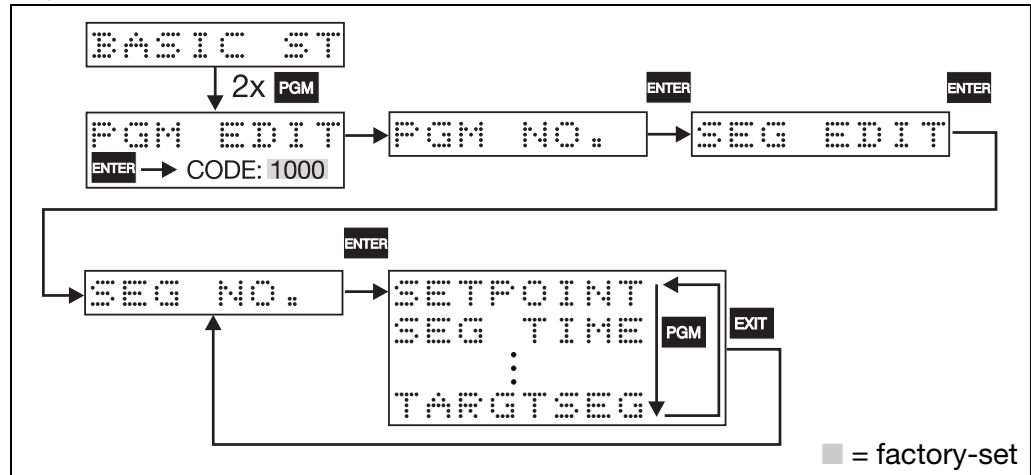 BASIC ST
2x PGM
ENTER
ENTER
PGM EDIT
PGM NO.
SEG EDIT
ENTER CODE: 1000
ENTER
SEG NO.
SETPOINT
SEG TIME
PGM
EXIT
TARGTSEG
= factory-set